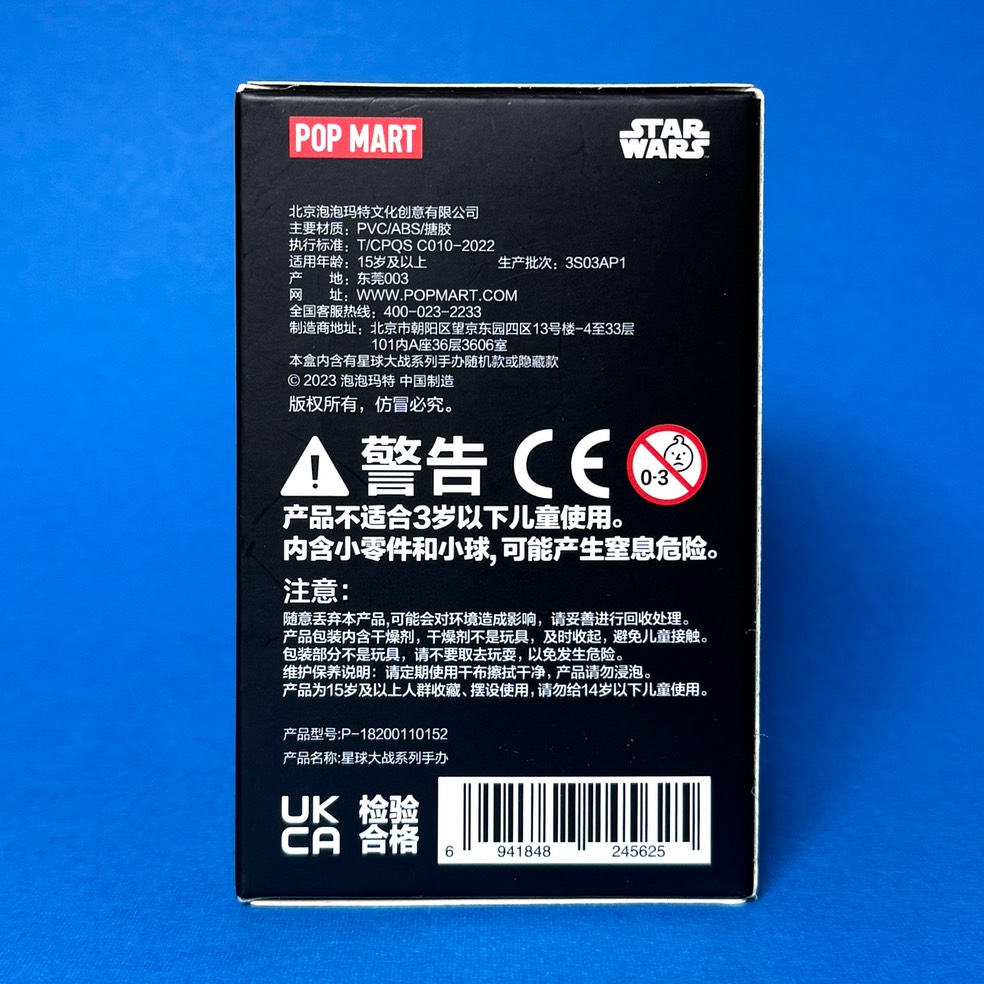 POP MART
STAR
WARS
北京泡泡玛特文化创意有限公司
主要材质：PVC/ABS/搪胶
执行标准：T/CPQS C010-2022
适用年龄：15岁及以上 生产批次：3S03AP1
产 地：东莞003
网 址：WWW.POPMART.COM
全国客服热线：400-023-2233
制造商地址：北京市朝阳区望京东园四区13号楼-4至33层
101内A座36层3606室
本盒内含有星球大战系列手办随机款或隐藏款
© 2023 泡泡玛特 中国制造
版权所有，仿冒必究。
警告 CE 0-3
产品不适合3岁以下儿童使用。
内含小零件和小球，可能产生窒息危险。
注意：
随意丢弃本产品,可能会对环境造成影响，请妥善进行回收处理。
产品包装内含干燥剂，干燥剂不是玩具，及时收起，避免儿童接触。
包装部分不是玩具，请不要取去玩耍，以免发生危险。
维护保养说明：请定期使用干布擦拭干净，产品请勿浸泡。
产品为15岁及以上人群收藏、摆设使用，请勿给14岁以下儿童使用。
产品型号:P-18200110152
产品名称:星球大战系列手办
UK
CA
检验
合格
6 941848 245625